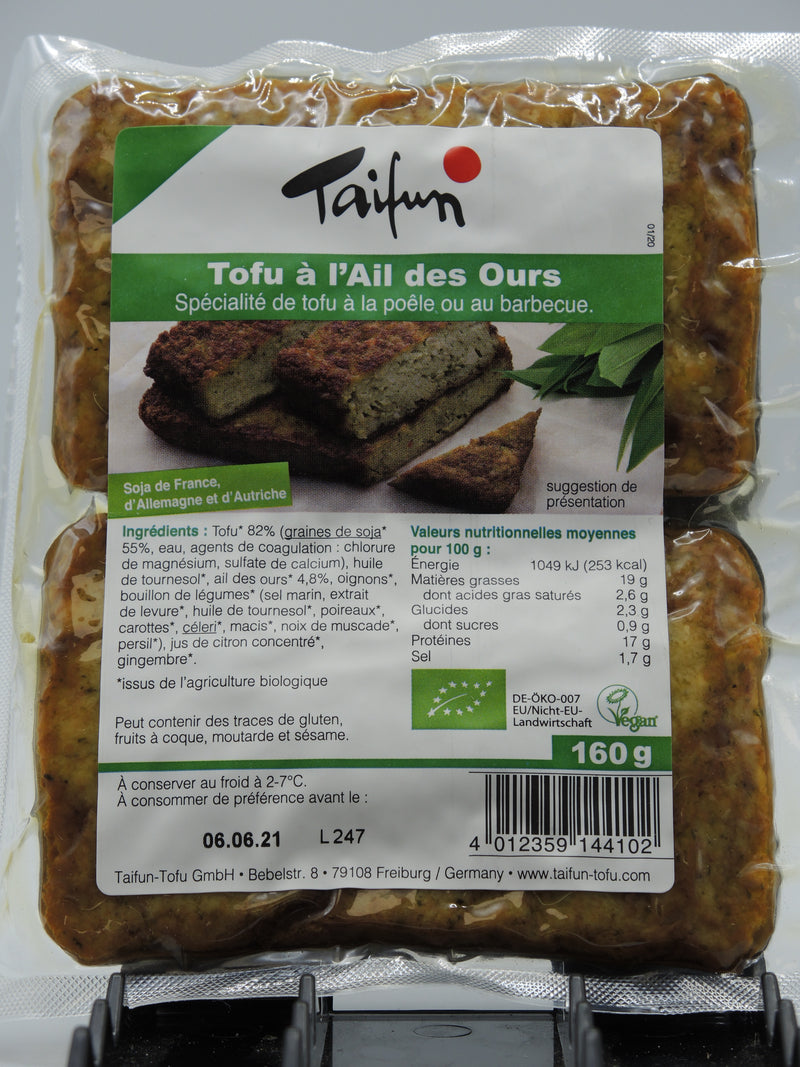 Taifun
01/20
Tofu à l'Ail des Ours
Spécialité de tofu à la poêle ou au barbecue.
Soja de France,
d'Allemagne et d'Autriche
suggestion de
présentation
Ingrédients : Tofu* 82% (graines de soja*
55%, eau, agents de coagulation : chlorure
de magnésium, sulfate de calcium), huile
de tournesol*, ail des ours* 4,8%, oignons*,
bouillon de légumes* (sel marin, extrait
de levure*, huile de tournesol*, poireaux*,
carottes*, céleri*, macis*, noix de muscade*,
persil*), jus de citron concentré*,
gingembre*.
*issus de l'agriculture biologique
Peut contenir des traces de gluten,
fruits à coque, moutarde et sésame.
Valeurs nutritionnelles moyennes
pour 100 g :
Énergie 1049 kJ (253 kcal)
Matières grasses 19 g
dont acides gras saturés 2,6 g
Glucides 2,3 g
dont sucres 0,9 g
Protéines 17 g
Sel 1,7 g
DE-ÖKO-007
EU/Nicht-EU-
Landwirtschaft
Vegan
160 g
À conserver au froid à 2-7°C.
À consommer de préférence avant le :
06.06.21 L247
4 012359 144102
Taifun-Tofu GmbH • Bebelstr. 8 • 79108 Freiburg / Germany • www.taifun-tofu.com